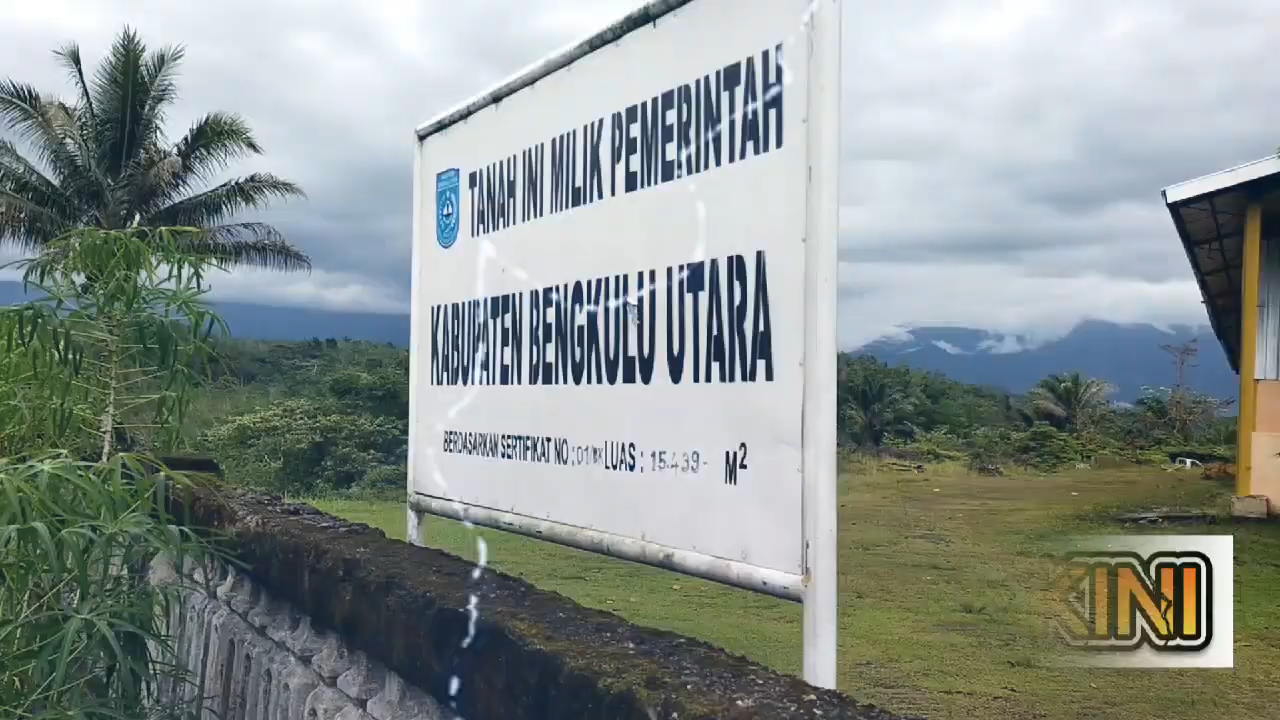 TANAH INI MILIK PEMERINTAH
KABUPATEN BENGKULU UTARA
BERDASARKAN SERTIFIKAT NO : LUAS : 15.439- M²
KINI